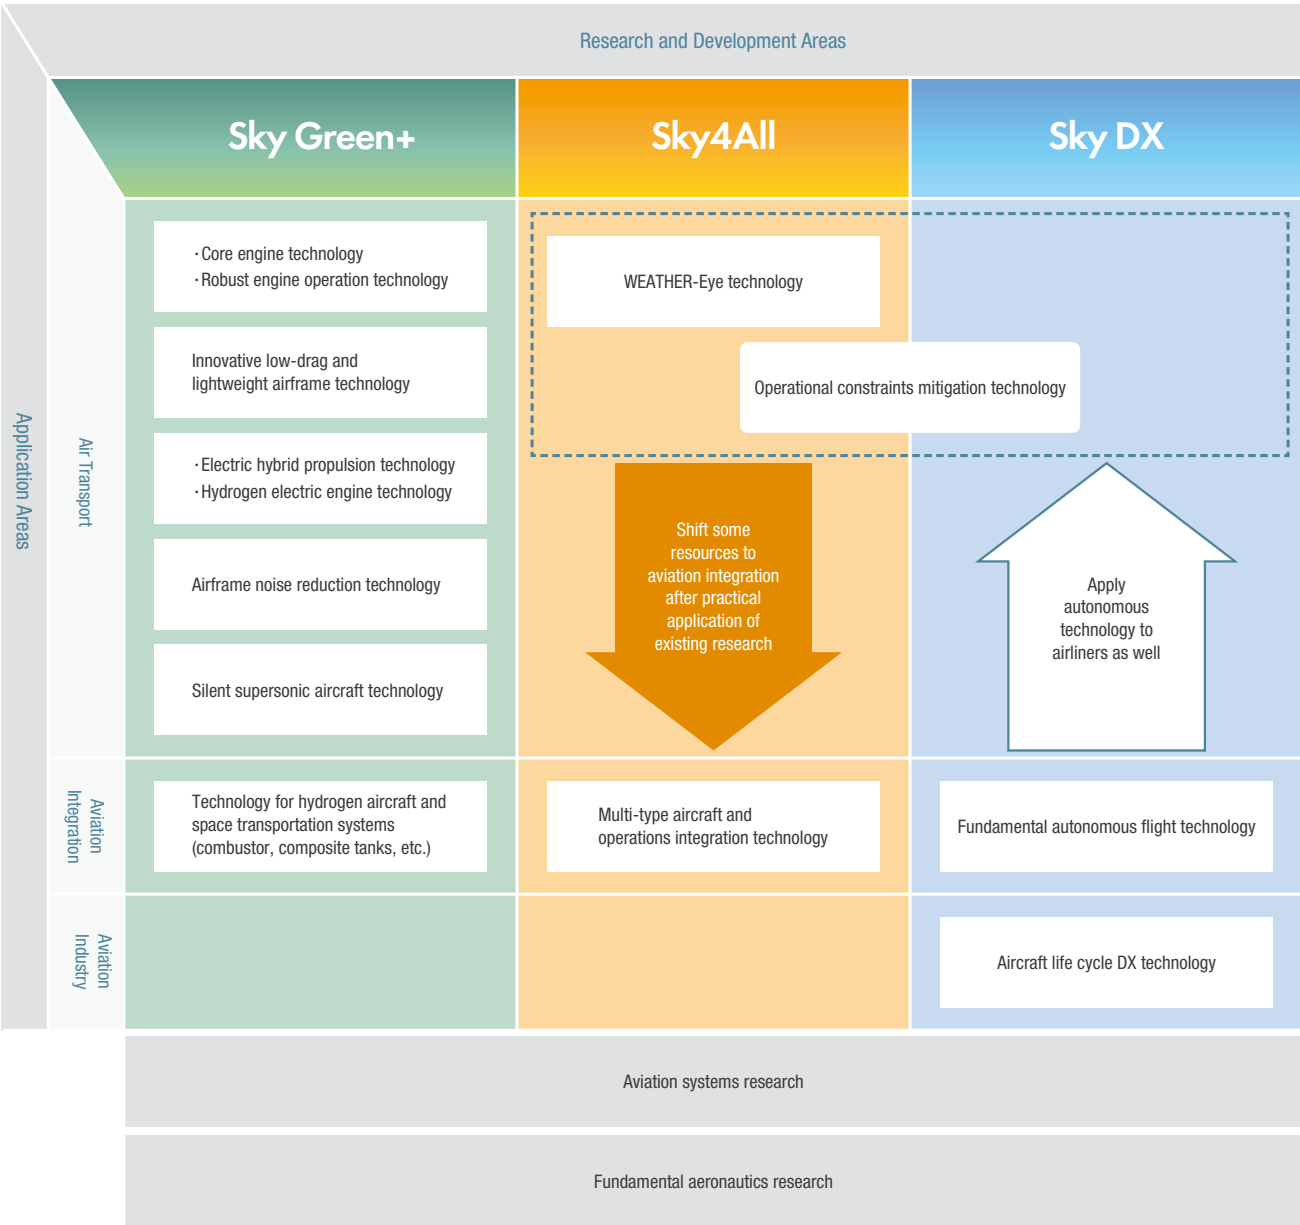 Research and Development Areas
Sky Green+
Sky4All
Sky DX
Application Areas
Air Transport
·Core engine technology
·Robust engine operation technology
Innovative low-drag and
lightweight airframe technology
·Electric hybrid propulsion technology
·Hydrogen electric engine technology
Airframe noise reduction technology
Silent supersonic aircraft technology
WEATHER-Eye technology
Operational constraints mitigation technology
Shift some
resources to
aviation integration
after practical
application of
existing research
Apply
autonomous
technology to
airliners as well
Aviation
Integration
Technology for hydrogen aircraft and
space transportation systems
(combustor, composite tanks, etc.)
Multi-type aircraft and
operations integration technology
Fundamental autonomous flight technology
Aviation
Industry
Aircraft life cycle DX technology
Aviation systems research
Fundamental aeronautics research